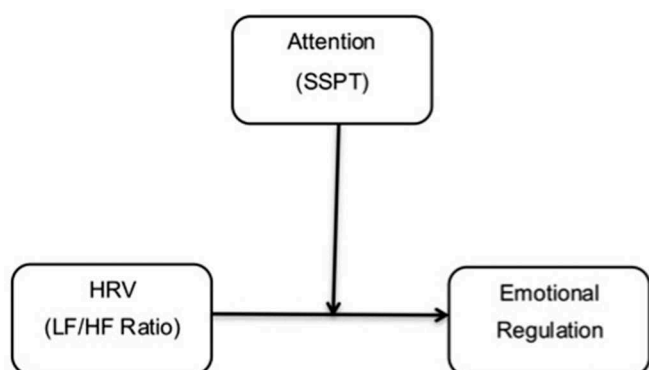 Attention
(SSPT)
HRV
(LF/HF Ratio)
Emotional
Regulation